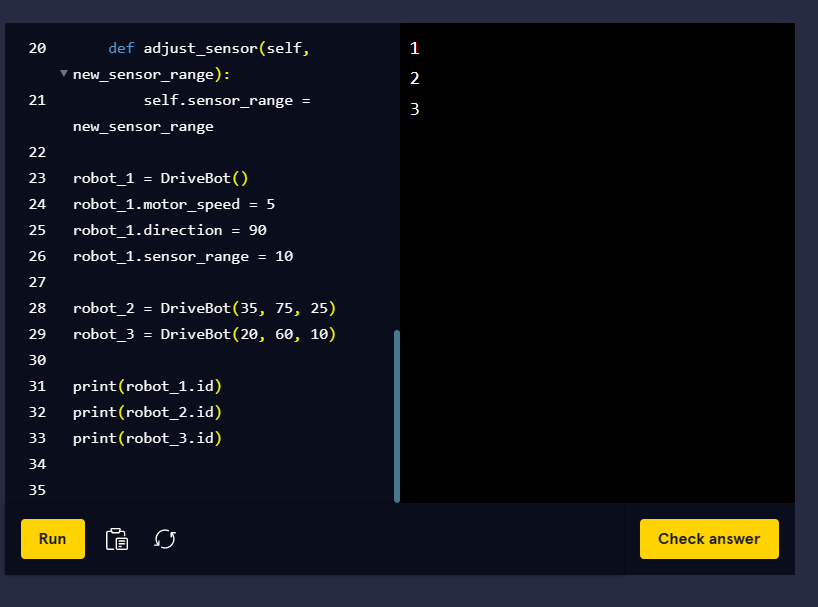 20     def adjust_sensor(self,
new_sensor_range):
21         self.sensor_range =
new_sensor_range
22
23 robot_1 = DriveBot()
24 robot_1.motor_speed = 5
25 robot_1.direction = 90
26 robot_1.sensor_range = 10
27
28 robot_2 = DriveBot(35, 75, 25)
29 robot_3 = DriveBot(20, 60, 10)
30
31 print(robot_1.id)
32 print(robot_2.id)
33 print(robot_3.id)
34
35
1
2
3
Run
Check answer